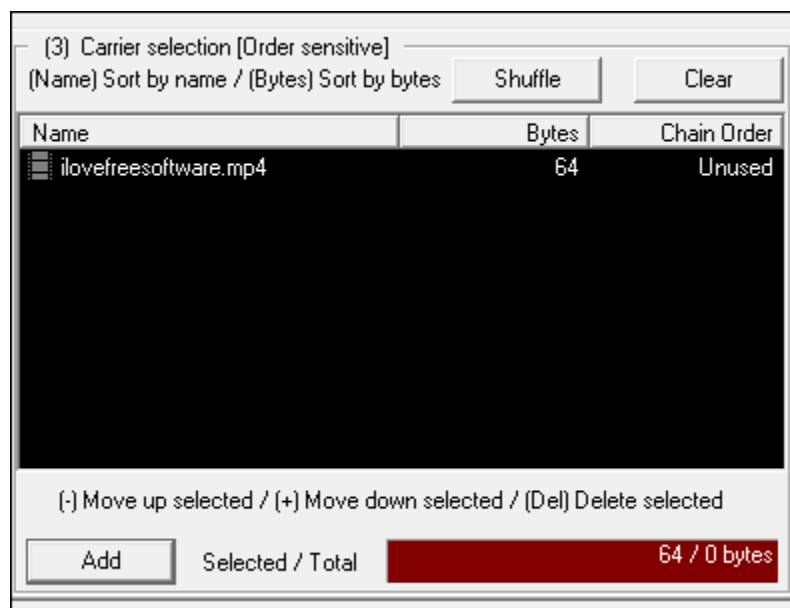 (3) Carrier selection [Order sensitive]
(Name) Sort by name / (Bytes) Sort by bytes Shuffle Clear
Name Bytes Chain Order
ilovefreesoftware.mp4 64 Unused
(-) Move up selected / (+) Move down selected / (Del) Delete selected
Add Selected / Total 64 / 0 bytes